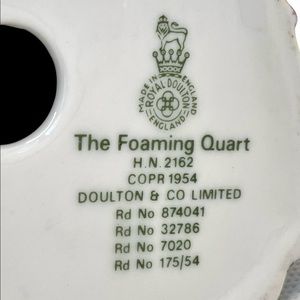 MADE IN ENGLAND
ROYAL DOULTON
ENGLAND
The Foaming Quart
H.N. 2162
COPR 1954
DOULTON & CO LIMITED
Rd No 874041
Rd No 32786
Rd No 7020
Rd No 175/54